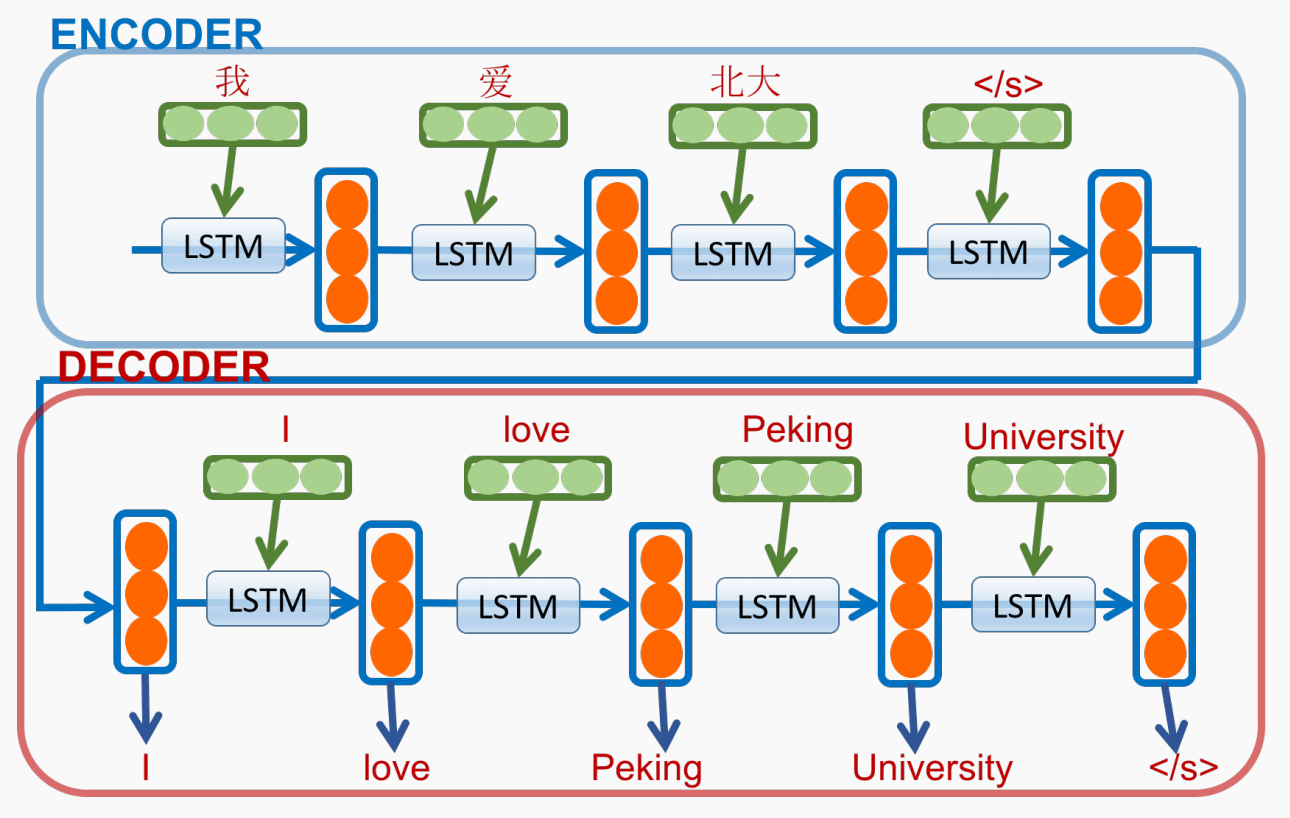 ENCODER
我 爱 北大 </s>
LSTM LSTM LSTM LSTM
DECODER
I love Peking University
LSTM LSTM LSTM LSTM
I love Peking University </s>